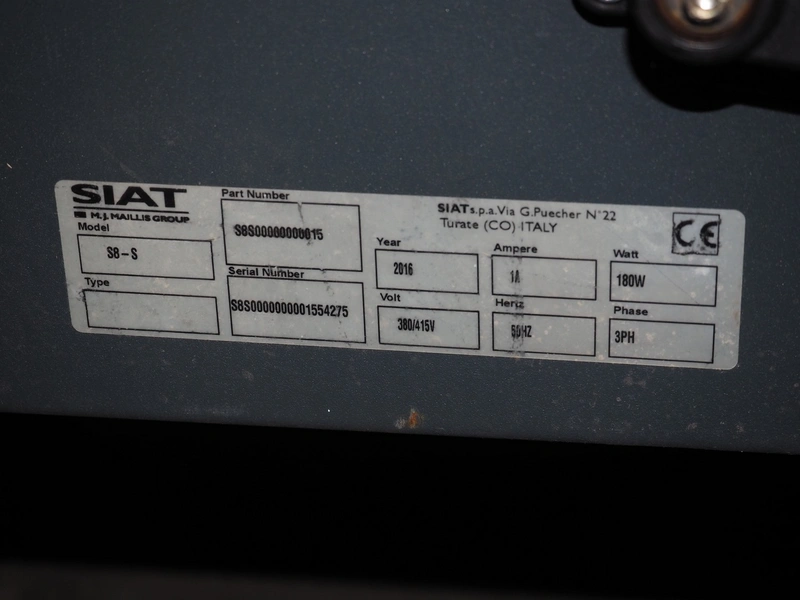 SIAT
M.J. MAILLIS GROUP
Model
S8-S
Type
Part Number
S8S00000000015
Serial Number
S8S0000000001554275
SIAT s.p.a. Via G.Puecher N°22
Turate (CO) ITALY
CE
Year
2016
Ampere
1A
Watt
180W
Volt
380/415V
Hertz
Phase
3PH